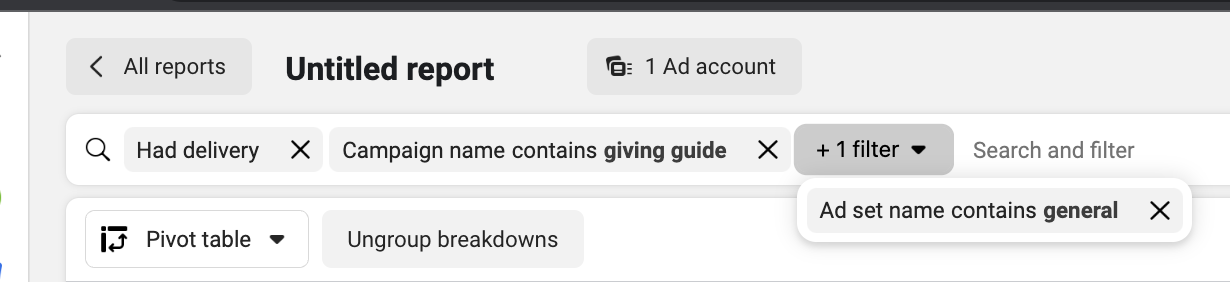 All reports
Untitled report
1 Ad account
Had delivery
Campaign name contains giving guide
+ 1 filter
Search and filter
Ad set name contains general
Pivot table
Ungroup breakdowns